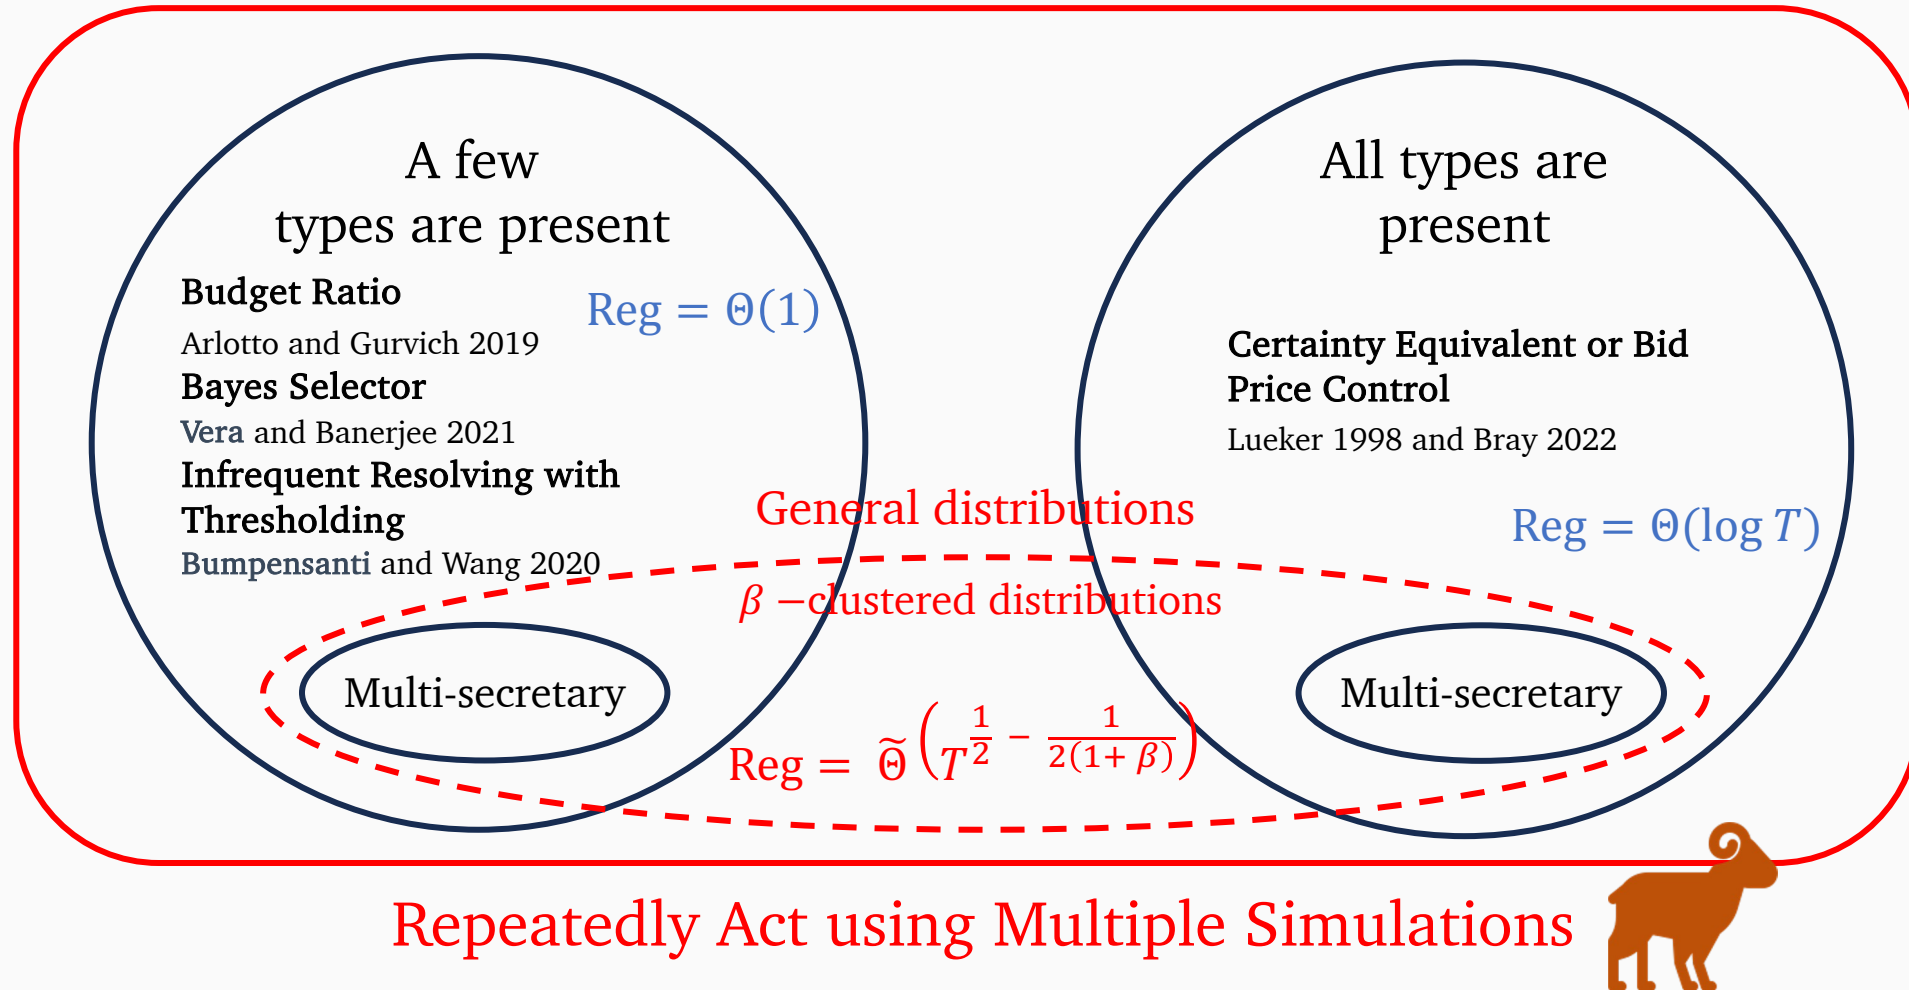 A few
types are present
Budget Ratio
Reg = Θ(1)
Arlotto and Gurvich 2019
Bayes Selector
Vera and Banerjee 2021
Infrequent Resolving with
Thresholding
Bumpensanti and Wang 2020
All types are
present
Certainty Equivalent or Bid
Price Control
Lueker 1998 and Bray 2022
Reg = Θ(log T)
General distributions
β −clustered distributions
Multi-secretary
Multi-secretary
Reg = Θ̃(T^{1/2 − 1/(2(1+ β))})
Repeatedly Act using Multiple Simulations